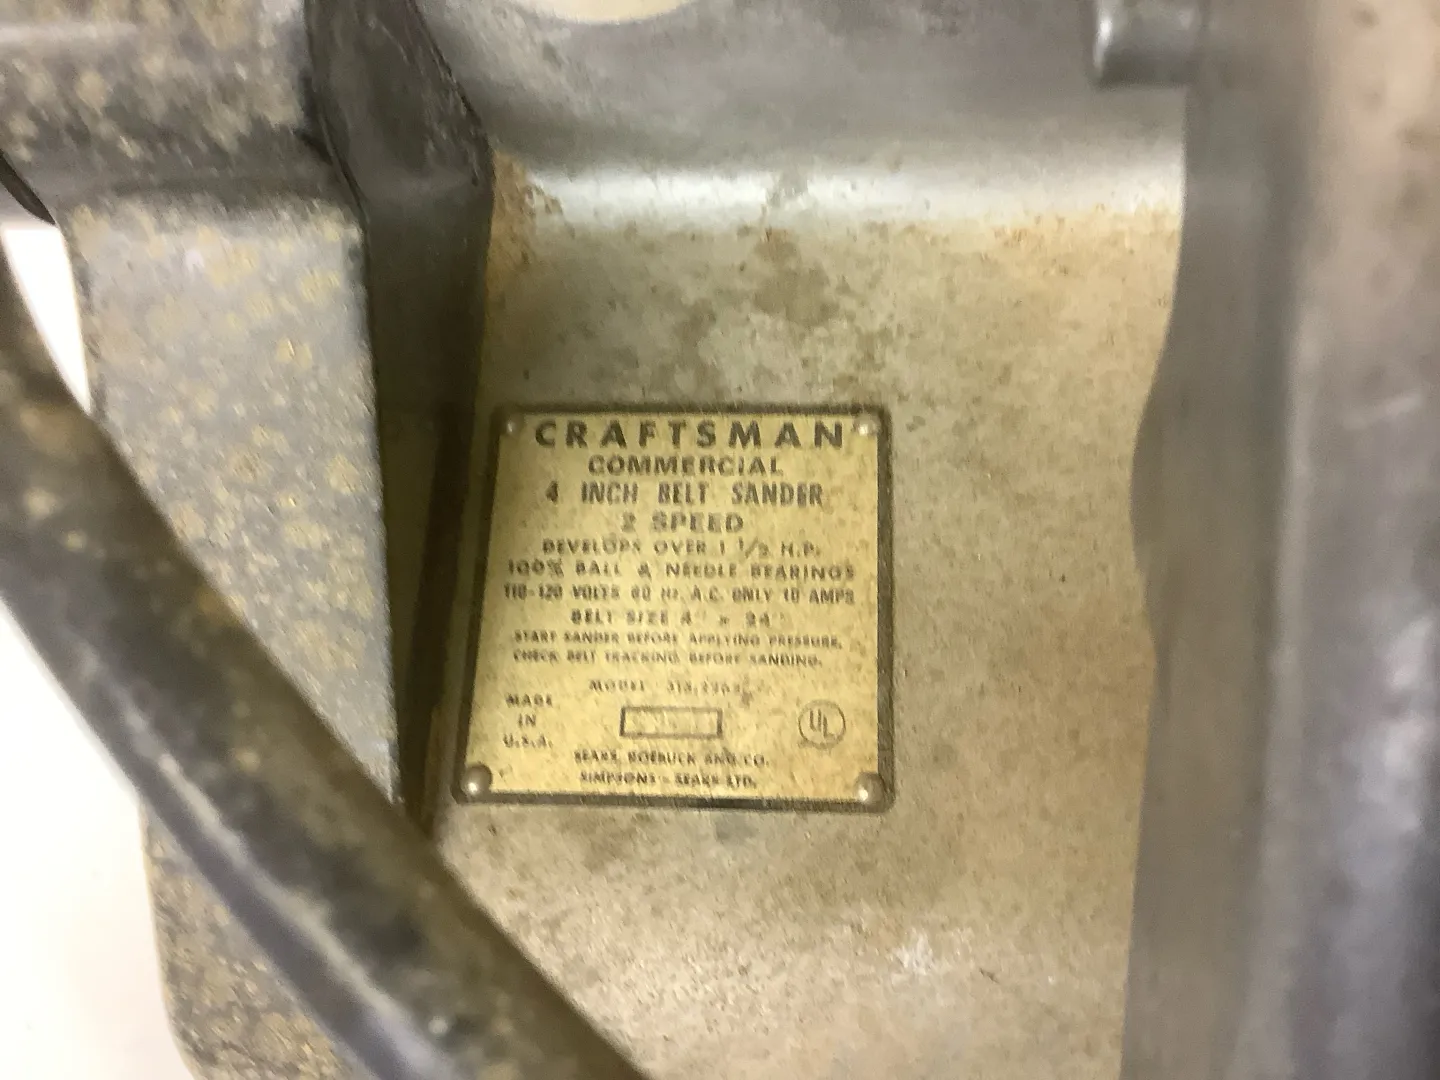 CRAFTSMAN
COMMERCIAL
4 INCH BELT SANDER
2 SPEED
DEVELOPS OVER 1 1/2 H.P.
100% BALL & NEEDLE BEARINGS
110-120 VOLTS 60 Hz. A.C. ONLY 10 AMPS
BELT SIZE 4" x 24"
START SANDER BEFORE APPLYING PRESSURE.
CHECK BELT TRACKING BEFORE SANDING.
MODEL
MADE
IN
U.S.A.
UL
SEARS, ROEBUCK AND CO.
SIMPSONS-SEARS LTD.